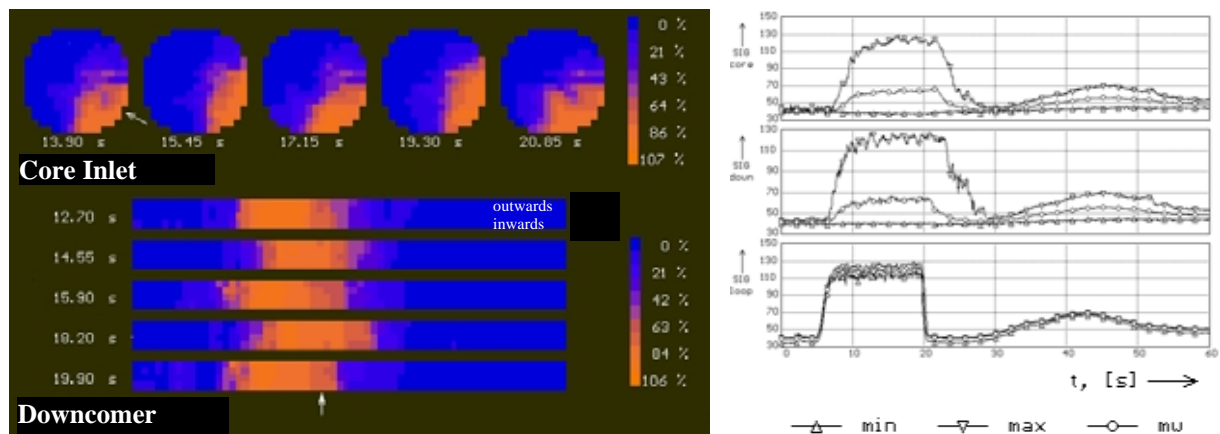 0 %
21 %
43 %
64 %
86 %
107 %
13.90 s 15.45 s 17.15 s 19.30 s 20.85 s
Core Inlet
12.70 s
14.55 s
15.90 s
18.20 s
19.90 s
outwards
inwards
0 %
21 %
42 %
63 %
84 %
106 %
Downcomer
150
130
110
90
70
50
30
SIG
core
130
110
90
70
50
30
SIG
down
150
130
110
90
70
50
30
SIG
loop
0 10 20 30 40 50 60
t, [s]
min max mu